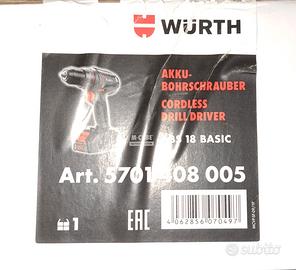 WÜRTH
AKKU-
BOHRSCHRAUBER
CORDLESS
DRILL DRIVER
BS 18 BASIC
M-CUBE
Art. 5701 408 005
EAC
1
4 062856 070497
subito